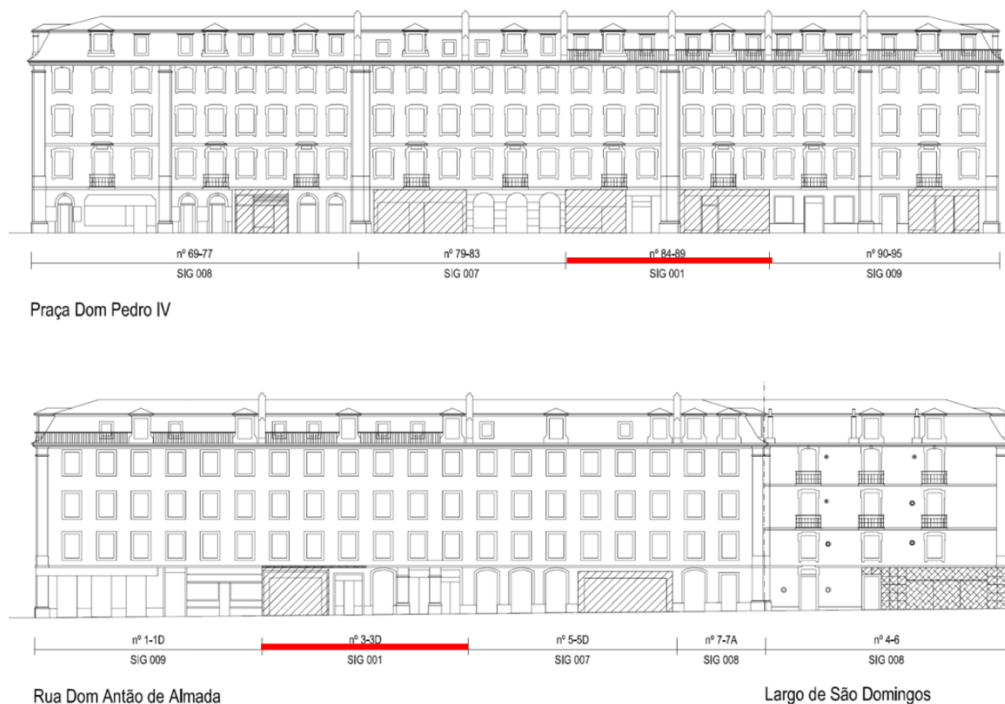 nº 69-77 nº 79-83 nº 84-89 nº 90-95
SIG 008 SIG 007 SIG 001 SIG 009
Praça Dom Pedro IV
nº 1-1D nº 3-3D nº 5-5D nº 7-7A nº 4-6
SIG 009 SIG 001 SIG 007 SIG 008 SIG 008
Rua Dom Antão de Almada Largo de São Domingos